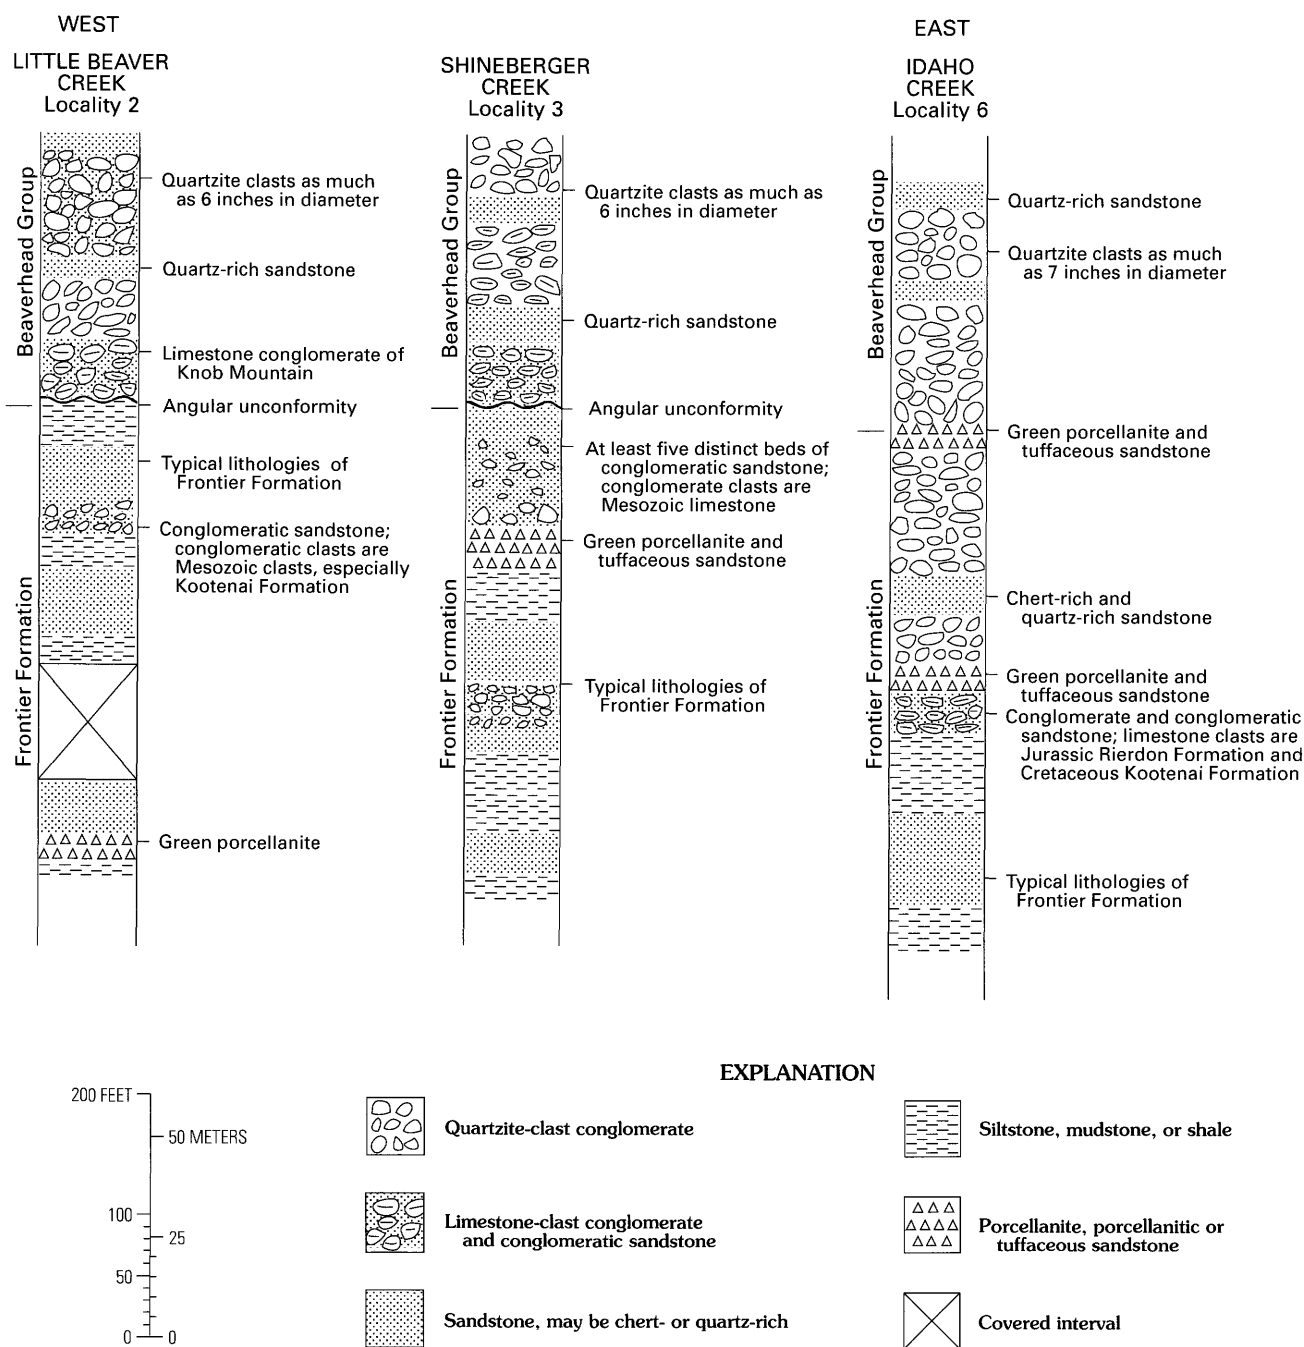 WEST
LITTLE BEAVER
CREEK
Locality 2
Beaverhead Group
Frontier Formation
Quartzite clasts as much
as 6 inches in diameter
Quartz-rich sandstone
Limestone conglomerate of
Knob Mountain
Angular unconformity
Typical lithologies of
Frontier Formation
Conglomeratic sandstone;
conglomeratic clasts are
Mesozoic clasts, especially
Kootenai Formation
Green porcellanite
SHINEBERGER
CREEK
Locality 3
Beaverhead Group
Frontier Formation
Quartzite clasts as much as
6 inches in diameter
Quartz-rich sandstone
Angular unconformity
At least five distinct beds of
conglomeratic sandstone;
conglomerate clasts are
Mesozoic limestone
Green porcellanite and
tuffaceous sandstone
Typical lithologies of
Frontier Formation
EAST
IDAHO
CREEK
Locality 6
Beaverhead Group
Frontier Formation
Quartz-rich sandstone
Quartzite clasts as much
as 7 inches in diameter
Green porcellanite and
tuffaceous sandstone
Chert-rich and
quartz-rich sandstone
Green porcellanite and
tuffaceous sandstone
Conglomerate and conglomeratic
sandstone; limestone clasts are
Jurassic Rierdon Formation and
Cretaceous Kootenai Formation
Typical lithologies of
Frontier Formation
200 FEET
50 METERS
100
25
50
0
0
EXPLANATION
Quartzite-clast conglomerate
Limestone-clast conglomerate
and conglomeratic sandstone
Sandstone, may be chert- or quartz-rich
Siltstone, mudstone, or shale
Porcellanite, porcellanitic or
tuffaceous sandstone
Covered interval